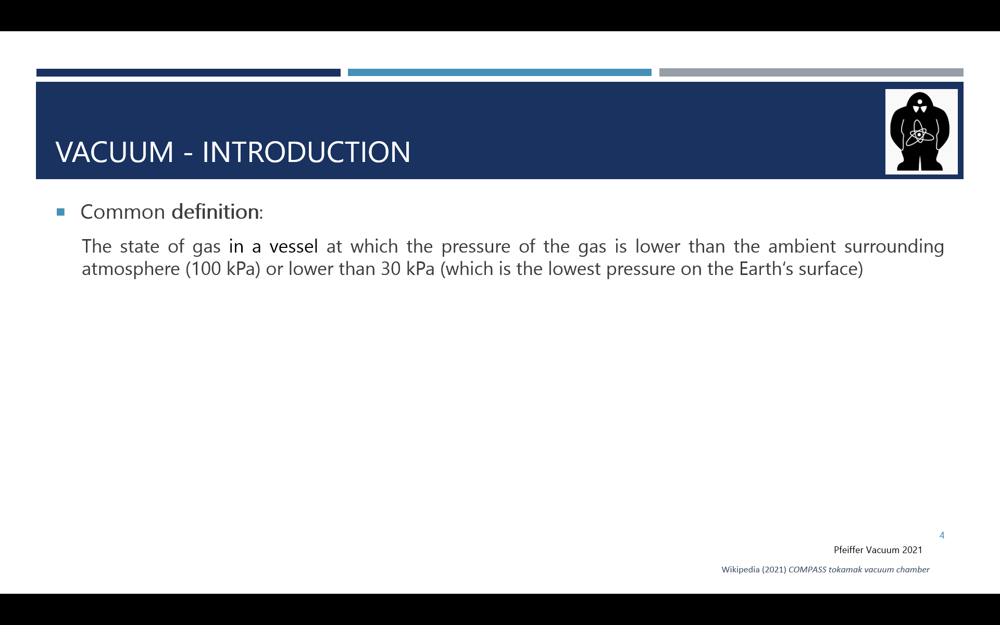 VACUUM - INTRODUCTION
Common definition:
The state of gas in a vessel at which the pressure of the gas is lower than the ambient surrounding
atmosphere (100 kPa) or lower than 30 kPa (which is the lowest pressure on the Earth‘s surface)
4
Pfeiffer Vacuum 2021
Wikipedia (2021) COMPASS tokamak vacuum chamber